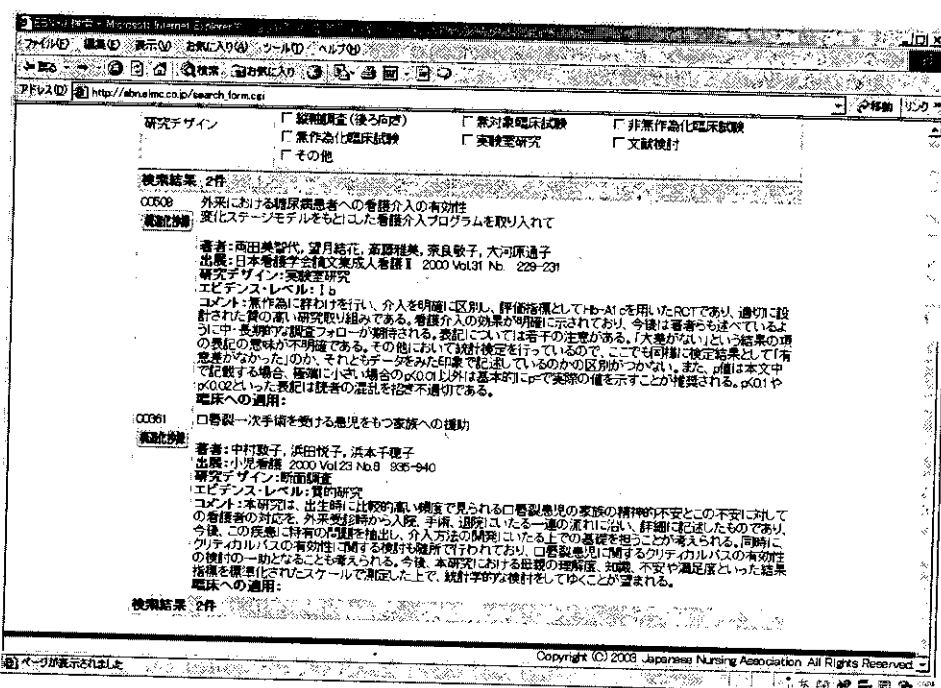 Microsoft Internet Explorer
ファイル(F) 編集(E) 表示(V) お気に入り(A) ツール(T) ヘルプ(H)
検索 お気に入り
アドレス(D) http://ebn.elmc.co.jp/search_form.cgi 移動 リンク
研究デザイン 縦軸調査(後ろ向き) 無対象臨床試験 非無作為化臨床試験
無作為化臨床試験 実験室研究 文献検討
その他
検索結果 2件
00508 外来における糖尿病患者への看護介入の有効性
構造化抄録 変化ステージモデルをもとにした看護介入プログラムを取り入れて
著者:両田美智代, 望月結花, 斎藤雅美, 奈良敏子, 大河原通子
出展:日本看護学会論文集成人看護Ⅱ 2000 Vol.31 No. 229-231
研究デザイン:実験室研究
エビデンス・レベル:Ⅰb
コメント:無作為に群わけを行い、介入を明確に区別し、評価指標としてHb-A1cを用いたRCTであり、適切に設
計された質の高い研究取り組みである。看護介入の効果が明確に示されており、今後は著者らも述べているよ
うに中・長期的な調査フォローが期待される。表記については若干の注意がある。「大差がない」という結果の項
の表記の意味が不明確である。その他において統計検定を行っているので、ここでも同様に検定結果として「有
意差がなかった」のか、それともデータをみた印象で記述しているのかの区別がつかない。また、p値は本文中
で記載する場合、極端に小さい場合のp<0.01以外は基本的にp=で実際の値を示すことが推奨される。p<0.1や
p<0.02といった表記は読者の混乱を招き不適切である。
臨床への適用:
00361 口唇裂一次手術を受ける患児をもつ家族への援助
構造化抄録
著者:中村敦子, 浜田悦子, 浜本千穂子
出展:小児看護 2000 Vol.23 No.8 935-940
研究デザイン:断面調査
エビデンス・レベル:質的研究
コメント:本研究は、出生時に比較的高い頻度で見られる口唇裂患児の家族の精神的不安とこの不安に対して
の看護者の対応を、外来受診時から入院、手術、退院にいたる一連の流れに沿い、詳細に記述したものであり、
今後、この疾患に特有の問題を抽出し、介入方法の開発にいたる上での基礎を担うことが考えられる。同時に、
クリティカルパスの有効性に関する検討も随所で行われており、口唇裂患児に関するクリティカルパスの有効性
の検討の一助となることも考えられる。今後、本研究における母親の理解度、知識、不安や満足度といった結果
指標を標準化されたスケールで測定した上で、統計学的な検討をしてゆくことが望まれる。
臨床への適用:
検索結果 2件
Copyright (C) 2003 Japanese Nursing Association All Rights Reserved
ページが表示されました